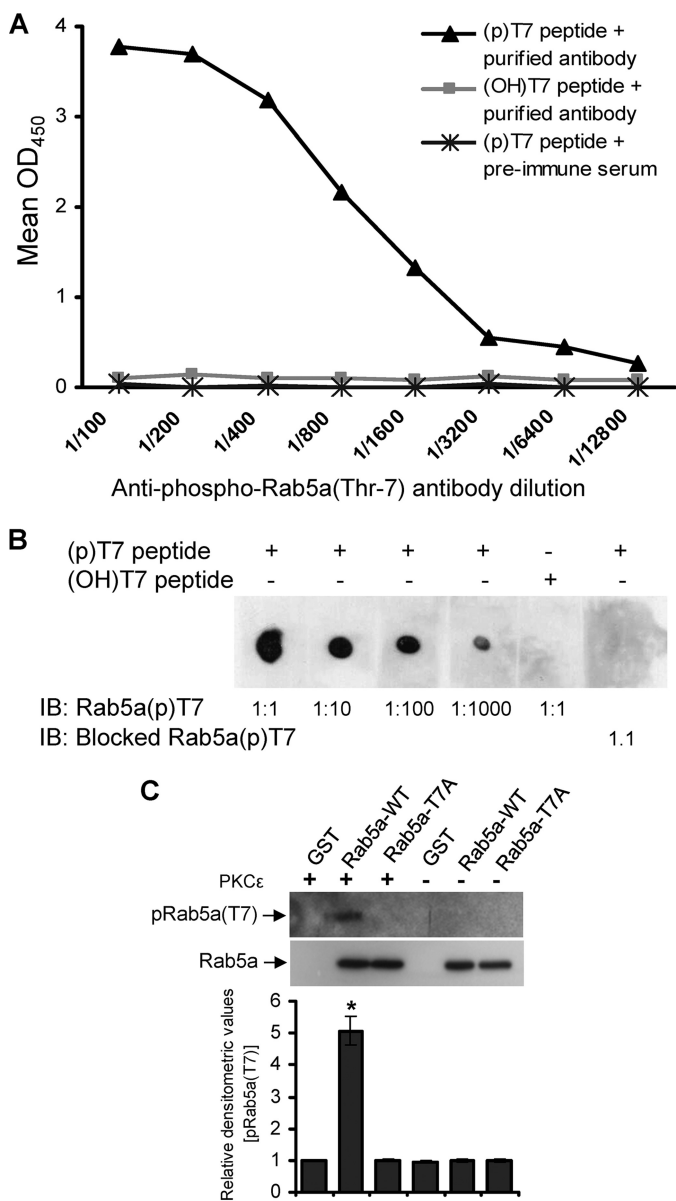 A
4
3
2
1
0
Mean OD450
(p)T7 peptide +
purified antibody
(OH)T7 peptide +
purified antibody
(p)T7 peptide +
pre-immune serum
1/100 1/200 1/400 1/800 1/1600 1/3200 1/6400 1/12800
Anti-phospho-Rab5a(Thr-7) antibody dilution
B
(p)T7 peptide + + + + - +
(OH)T7 peptide - - - - + -
IB: Rab5a(p)T7 1:1 1:10 1:100 1:1000 1:1
IB: Blocked Rab5a(p)T7 1.1
C
GST Rab5a-WT Rab5a-T7A GST Rab5a-WT Rab5a-T7A
PKCε + + + - - -
pRab5a(T7)
Rab5a
Relative densitometric values
[pRab5a(T7)]
6
5
4
3
2
1
0
*